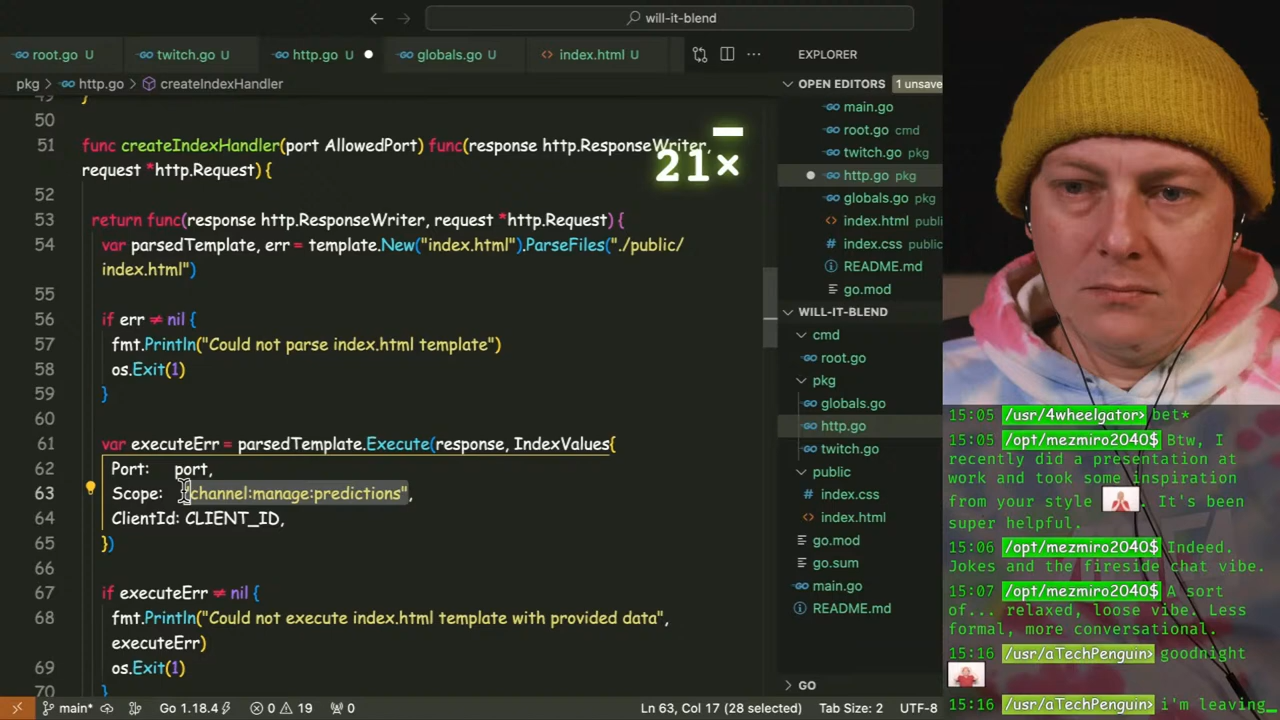 will-it-blend
root.go U
twitch.go U
http.go U
globals.go U
index.html U
pkg > http.go > createIndexHandler
49 }
50
51 func createIndexHandler(port AllowedPort) func(response http.ResponseWriter,
request *http.Request) {
52
53 return func(response http.ResponseWriter, request *http.Request) {
54 var parsedTemplate, err = template.New("index.html").ParseFiles("./public/
index.html")
55
56 if err ≠ nil {
57 fmt.Println("Could not parse index.html template")
58 os.Exit(1)
59 }
60
61 var executeErr = parsedTemplate.Execute(response, IndexValues{
62 Port: port,
63 Scope: "channel:manage:predictions",
64 ClientId: CLIENT_ID,
65 })
66
67 if executeErr ≠ nil {
68 fmt.Println("Could not execute index.html template with provided data",
executeErr)
69 os.Exit(1)
70 }
21×
EXPLORER
OPEN EDITORS 1 unsave
main.go
root.go cmd
twitch.go pkg
http.go pkg
globals.go pkg
index.html publi
index.css public
README.md
go.mod
WILL-IT-BLEND
cmd
root.go
pkg
globals.go
http.go
twitch.go
public
index.css
index.html
go.mod
go.sum
main.go
README.md
GO
15:05 /usr/4wheelgator> bet*
15:05 /opt/mezmiro2040$ Btw, I
recently did a presentation at
work and took some inspiration
from your style . It's been
super helpful.
15:06 /opt/mezmiro2040$ Indeed.
Jokes and the fireside chat vibe.
15:07 /opt/mezmiro2040$ A sort
of... relaxed, loose vibe. Less
formal, more conversational.
15:16 /usr/aTechPenguin> goodnight
15:16 /usr/aTechPenguin> i'm leaving_
main* Go 1.18.4 0 19 0 Ln 63, Col 17 (28 selected) Tab Size: 2 UTF-8